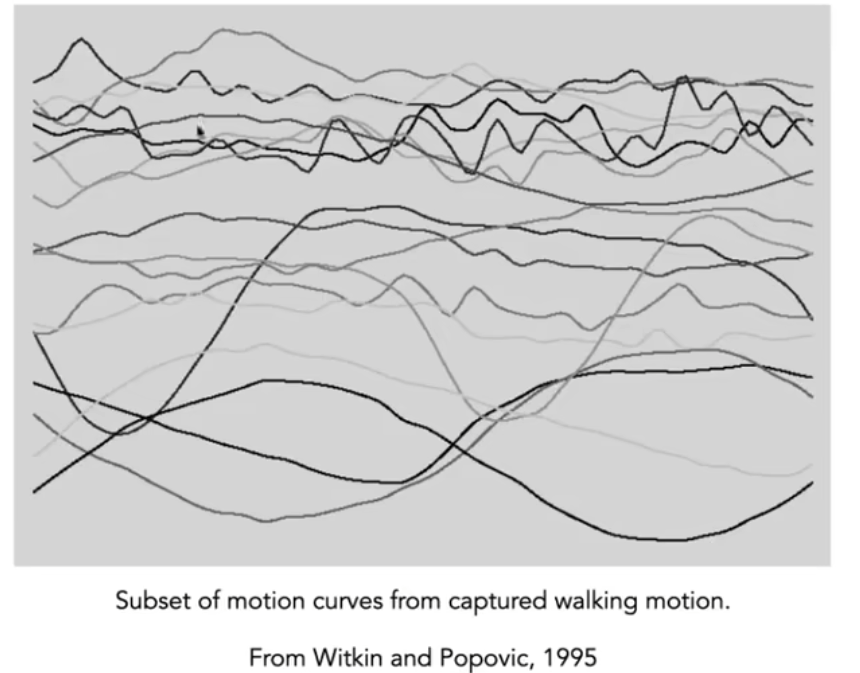 Subset of motion curves from captured walking motion.
From Witkin and Popovic, 1995